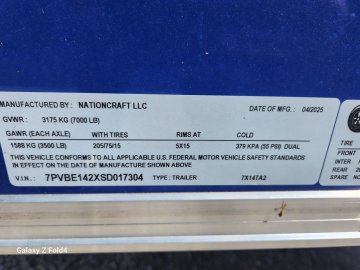 MANUFACTURED BY: NATIONCRAFT LLC
DATE OF MFG.: 04/2025
GVWR: 3175 KG (7000 LB)
GAWR (EACH AXLE) TIRES RIMS AT COLD
1588 KG (3500 LB) 205/75/15 5X15 379 KPA (55 PSI) DUAL
THIS VEHICLE CONFORMS TO ALL APPLICABLE U.S. FEDERAL MOTOR VEHICLE SAFETY STANDARDS
IN EFFECT ON THE DATE OF MANUFACTURE SHOWN ABOVE
V.I.N.: 7PVBE142XSD017304 TYPE: TRAILER 7X14TA2
TIRE
FRONT
INTER
REAR
Galaxy Z Fold4